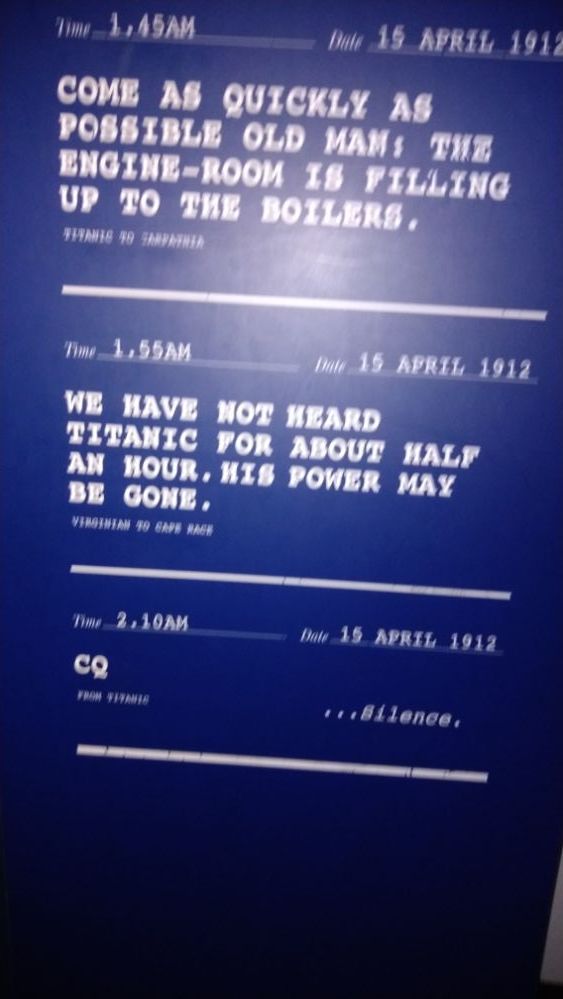 Time 1,45AM Date 15 APRIL 1912
COME AS QUICKLY AS
POSSIBLE OLD MAN: THE
ENGINE-ROOM IS FILLING
UP TO THE BOILERS.
TITANIC TO CARPATHIA
Time 1,55AM Date 15 APRIL 1912
WE HAVE NOT HEARD
TITANIC FOR ABOUT HALF
AN HOUR. HIS POWER MAY
BE GONE.
VIRGINIAN TO CAPE RACE
Time 2,10AM Date 15 APRIL 1912
CQ
FROM TITANIC
...Silence.